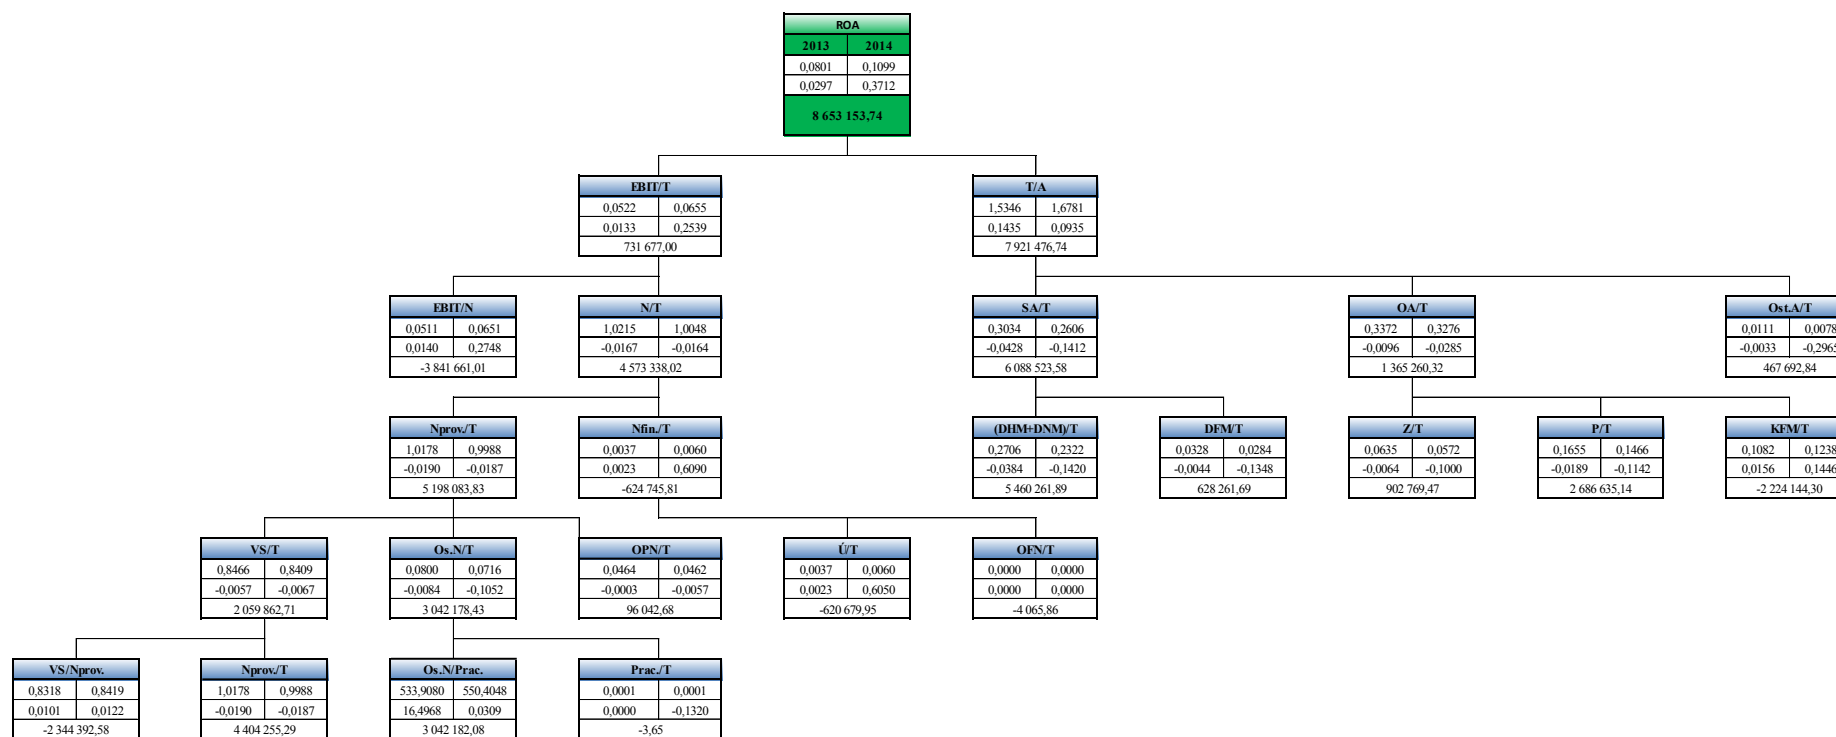 ROA
2013 2014
0,0801 0,1099
0,0297 0,3712
8 653 153,74
EBIT/T T/A
0,0522 0,0655 1,5346 1,6781
0,0133 0,2539 0,1435 0,0935
731 677,00 7 921 476,74
EBIT/N N/T SA/T OA/T Ost.A/T
0,0511 0,0651 1,0215 1,0048 0,3034 0,2606 0,3372 0,3276 0,0111 0,0078
0,0140 0,2748 -0,0167 -0,0164 -0,0428 -0,1412 -0,0096 -0,0285 -0,0033 -0,2965
-3 841 661,01 4 573 338,02 6 088 523,58 1 365 260,32 467 692,84
Nprov./T Nfin./T (DHM+DNM)/T DFM/T Z/T P/T KFM/T
1,0178 0,9988 0,0037 0,0060 0,2706 0,2322 0,0328 0,0284 0,0635 0,0572 0,1655 0,1466 0,1082 0,1238
-0,0190 -0,0187 0,0023 0,6090 -0,0384 -0,1420 -0,0044 -0,1348 -0,0064 -0,1000 -0,0189 -0,1142 0,0156 0,1446
5 198 083,83 -624 745,81 5 460 261,89 628 261,69 902 769,47 2 686 635,14 -2 224 144,30
VS/T Os.N/T OPN/T Ú/T OFN/T
0,8466 0,8409 0,0800 0,0716 0,0464 0,0462 0,0037 0,0060 0,0000 0,0000
-0,0057 -0,0067 -0,0084 -0,1052 -0,0003 -0,0057 0,0023 0,6050 0,0000 0,0000
2 059 862,71 3 042 178,43 96 042,68 -620 679,95 -4 065,86
VS/Nprov. Nprov./T Os.N/Prac. Prac./T
0,8318 0,8419 1,0178 0,9988 533,9080 550,4048 0,0001 0,0001
0,0101 0,0122 -0,0190 -0,0187 16,4968 0,0309 0,0000 -0,1320
-2 344 392,58 4 404 255,29 3 042 182,08 -3,65